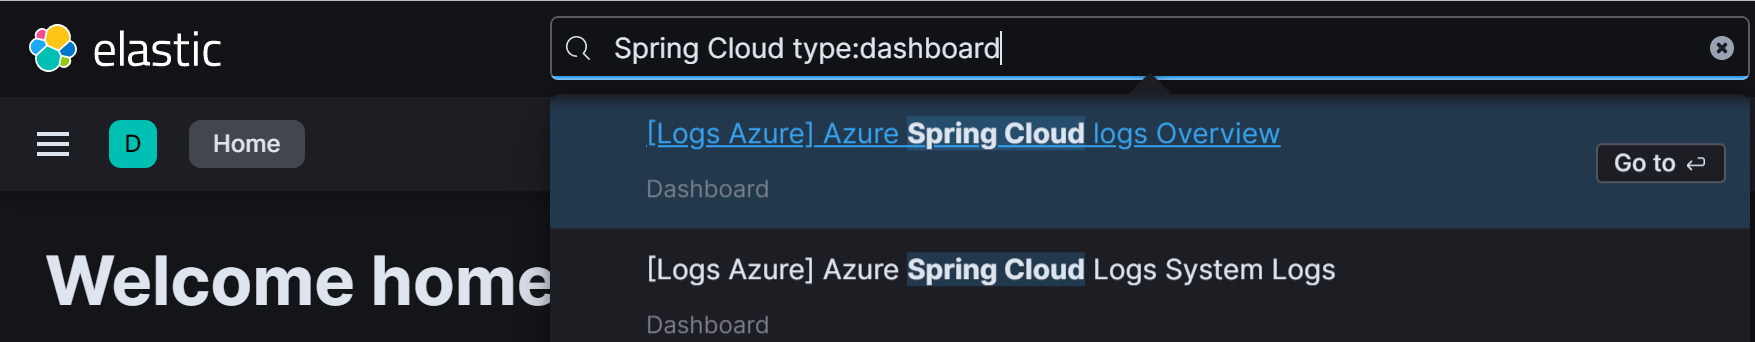 elastic
Spring Cloud type:dashboard
D
Home
[Logs Azure] Azure Spring Cloud logs Overview
Dashboard
Go to
Welcome home
[Logs Azure] Azure Spring Cloud Logs System Logs
Dashboard